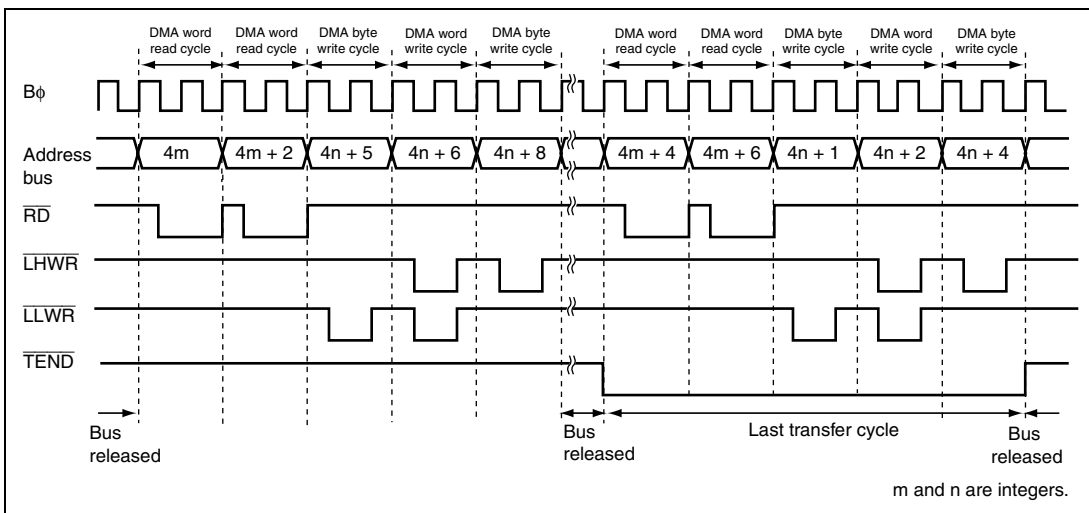 DMA word read cycle
DMA word read cycle
DMA byte write cycle
DMA word write cycle
DMA byte write cycle
DMA word read cycle
DMA word read cycle
DMA byte write cycle
DMA word write cycle
DMA byte write cycle
Bϕ
Address bus
4m
4m + 2
4n + 5
4n + 6
4n + 8
4m + 4
4m + 6
4n + 1
4n + 2
4n + 4
RD
LHWR
LLWR
TEND
Bus released
Bus released
Last transfer cycle
Bus released
m and n are integers.